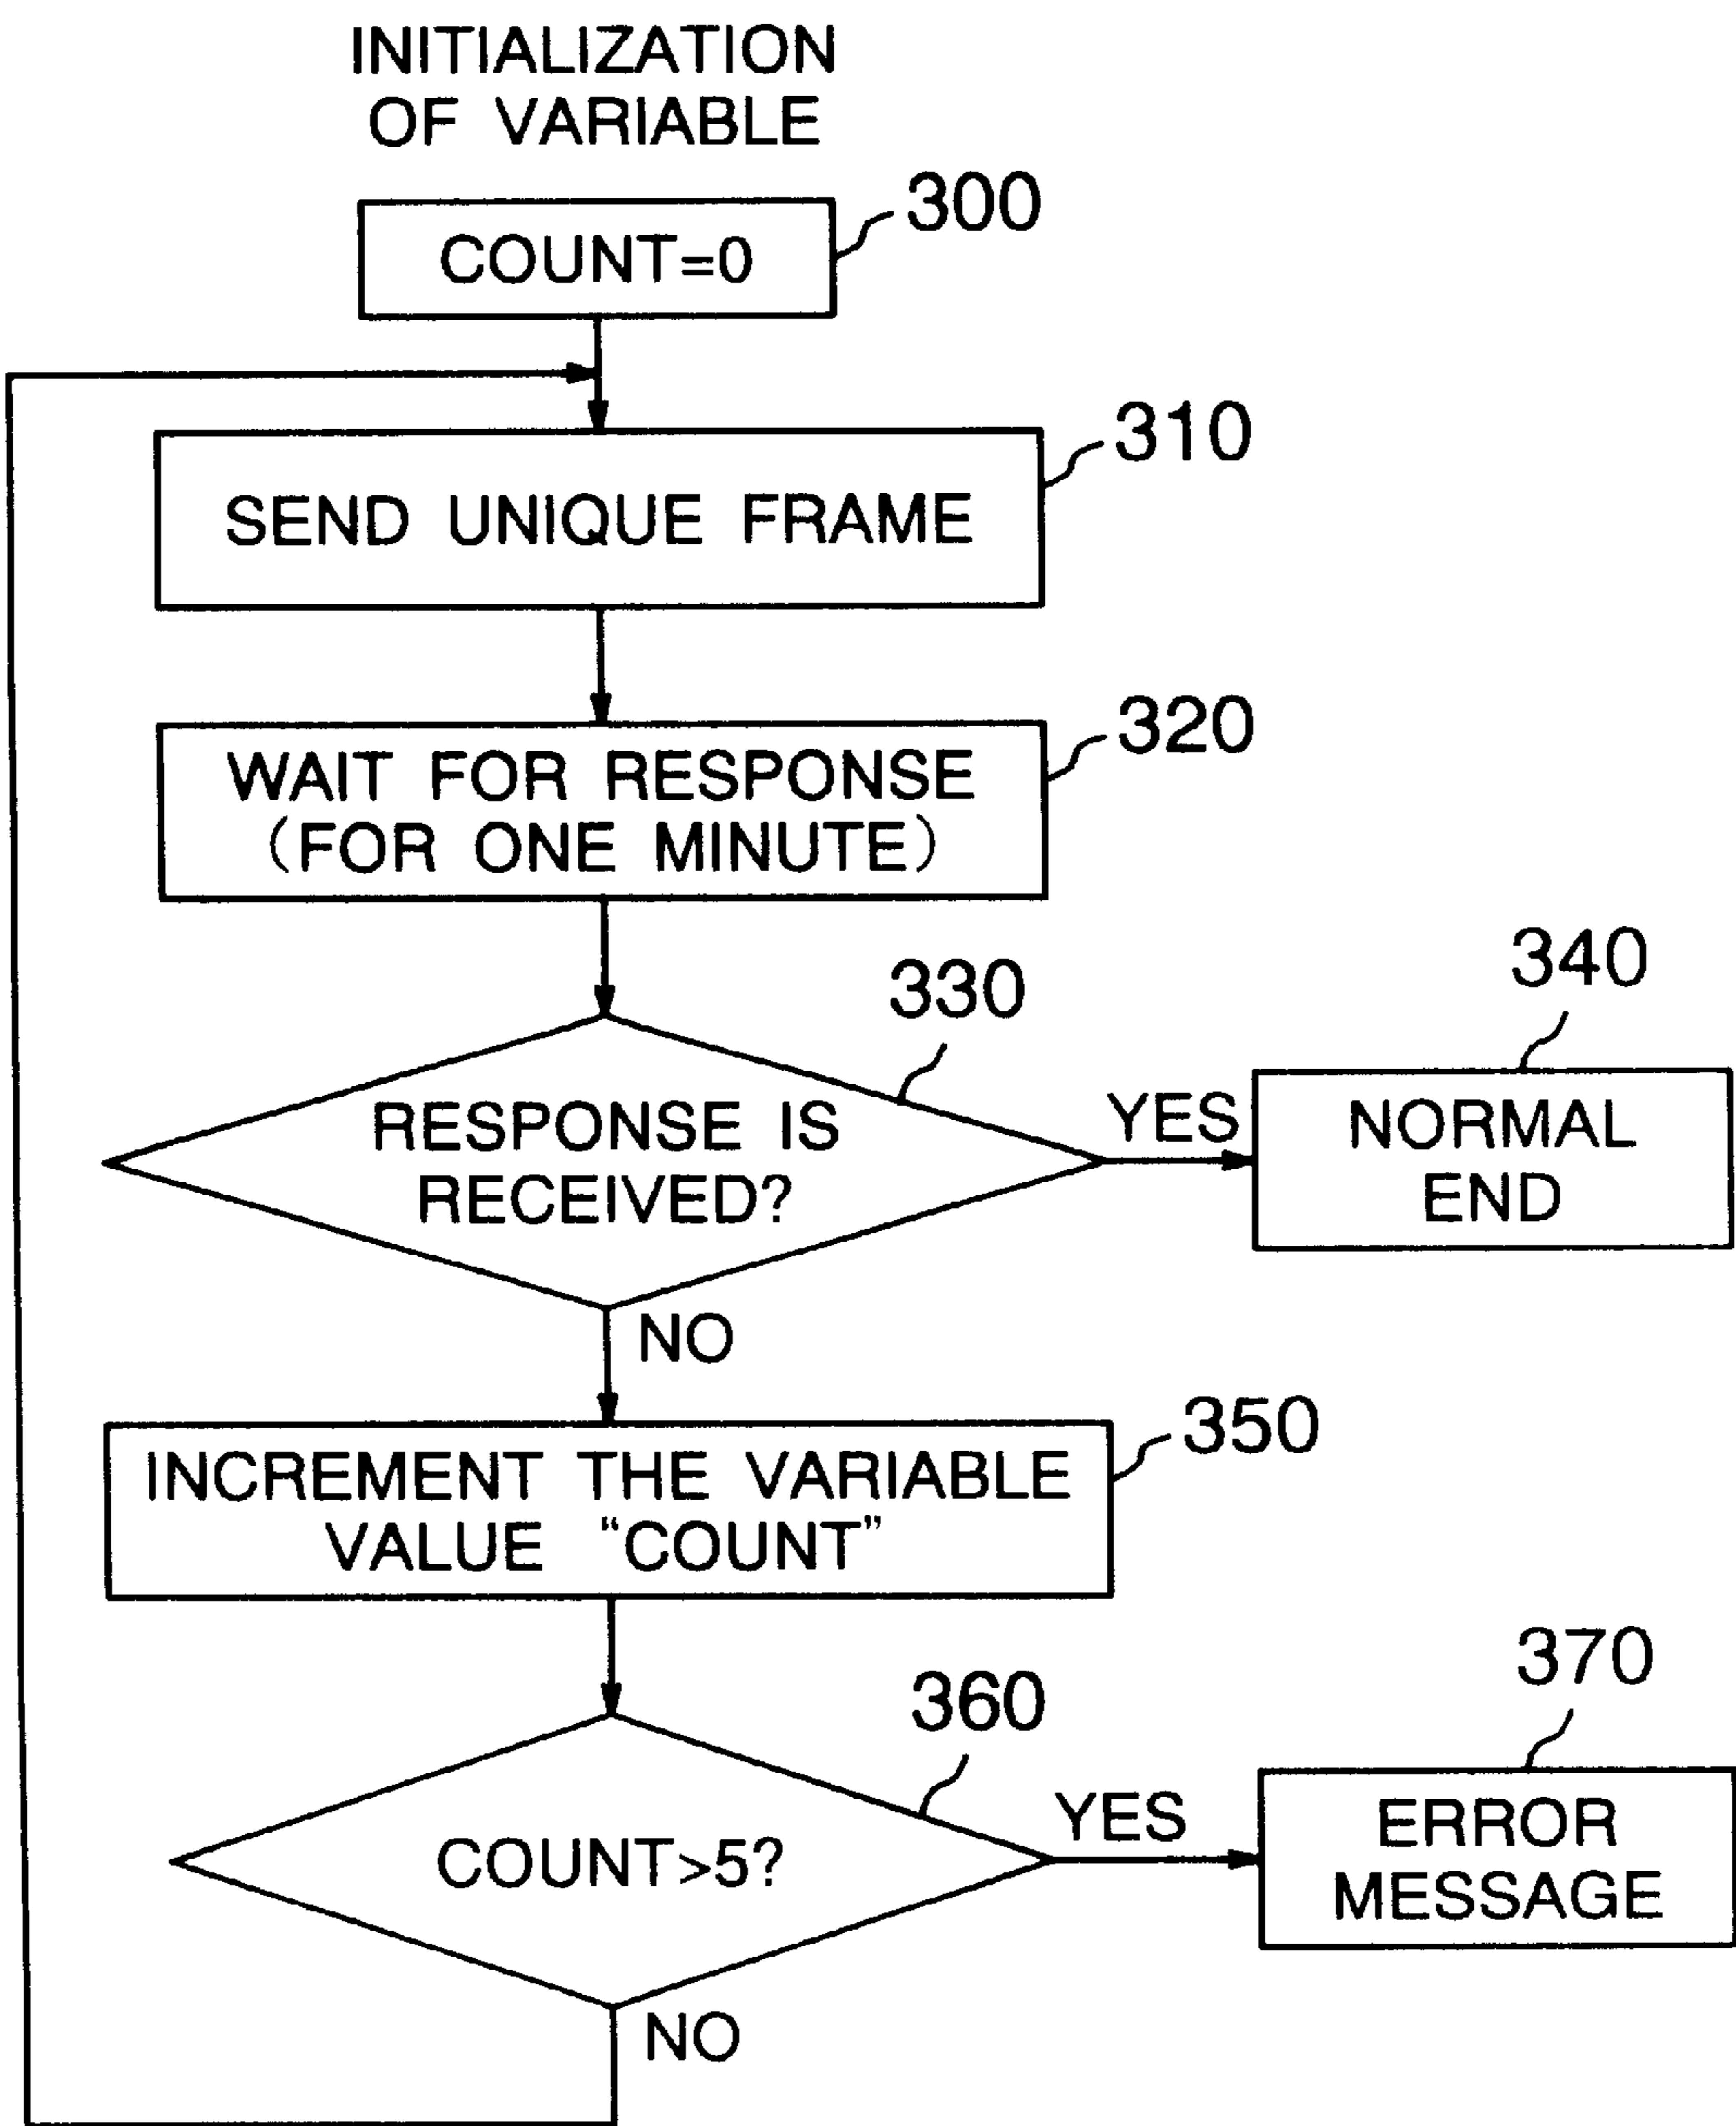 INITIALIZATION
OF VARIABLE
300
COUNT=0
310
SEND UNIQUE FRAME
320
WAIT FOR RESPONSE
(FOR ONE MINUTE)
330
340
RESPONSE IS
RECEIVED?
YES
NORMAL
END
NO
350
INCREMENT THE VARIABLE
VALUE “COUNT”
360
370
COUNT>5?
YES
ERROR
MESSAGE
NO